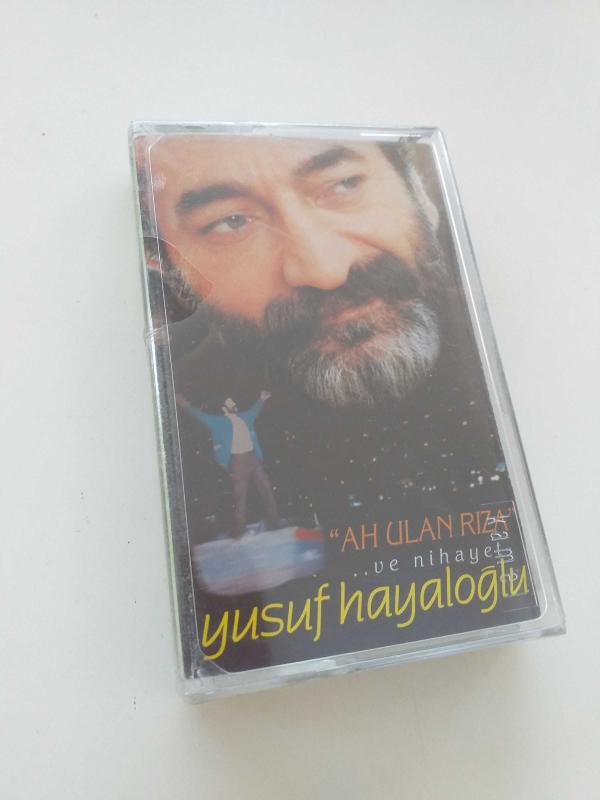 "AH ULAN RIZA"
...ve nihayet
yusuf hayaloğlu